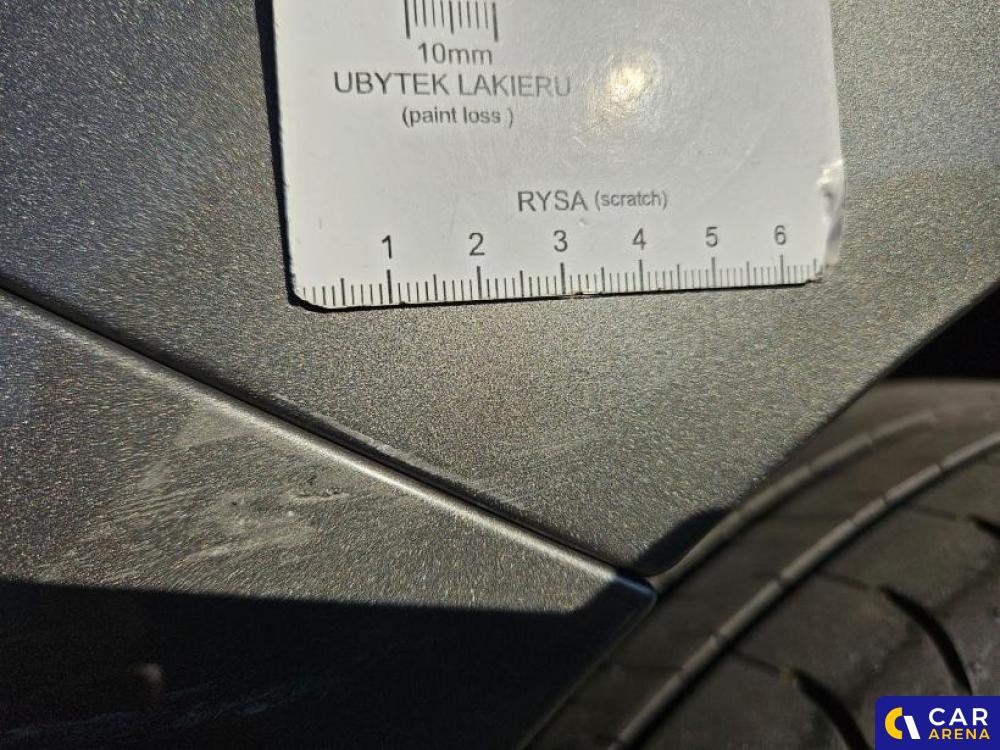 10mm
UBYTEK LAKIERU
(paint loss )
RYSA (scratch)
1 2 3 4 5 6
CAR
ARENA